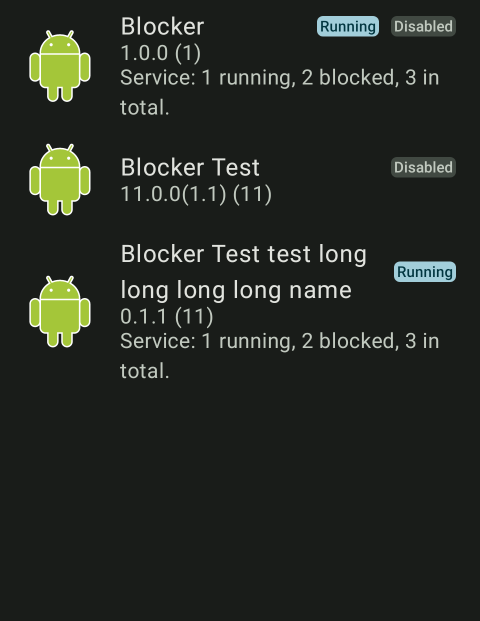 Blocker Running Disabled
1.0.0 (1)
Service: 1 running, 2 blocked, 3 in
total.
Blocker Test Disabled
11.0.0(1.1) (11)
Blocker Test test long
long long long name Running
0.1.1 (11)
Service: 1 running, 2 blocked, 3 in
total.